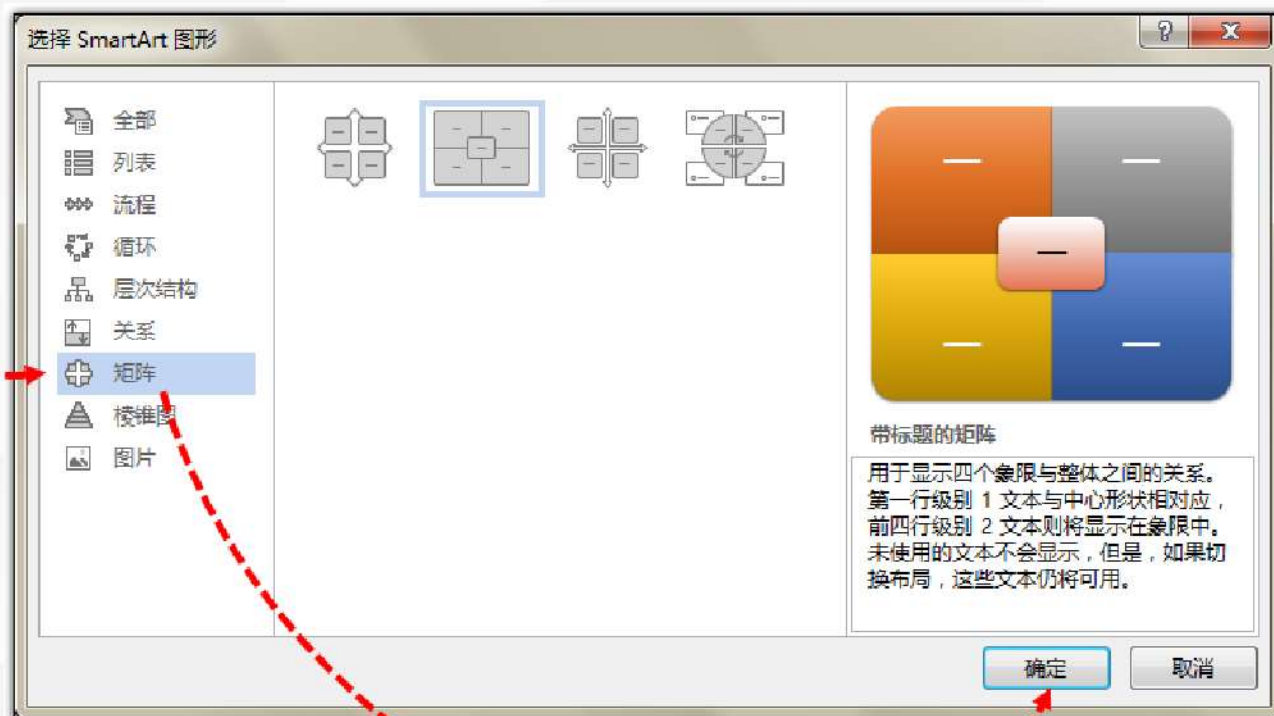 选择 SmartArt 图形
全部
列表
流程
循环
层次结构
关系
矩阵
棱锥图
图片
带标题的矩阵
用于显示四个象限与整体之间的关系。
第一行级别 1 文本与中心形状相对应，
前四行级别 2 文本则将显示在象限中。
未使用的文本不会显示，但是，如果切
换布局，这些文本仍将可用。
确定
取消